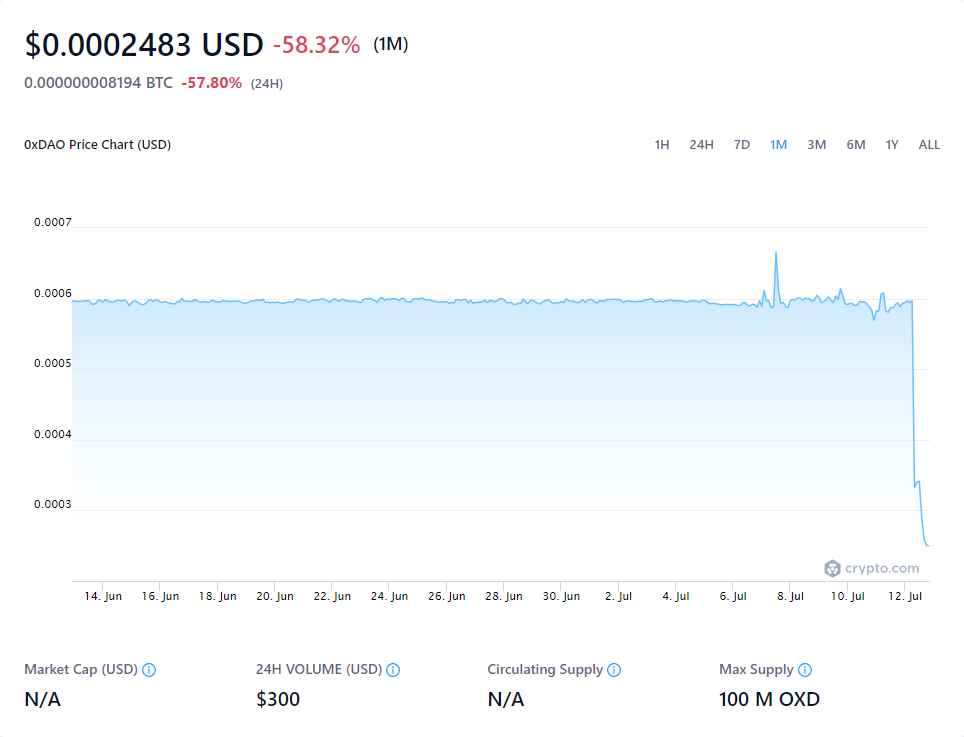 $0.0002483 USD -58.32% (1M)
0.000000008194 BTC -57.80% (24H)
0xDAO Price Chart (USD) 1H 24H 7D 1M 3M 6M 1Y ALL
0.0007
0.0006
0.0005
0.0004
0.0003
crypto.com
14. Jun 16. Jun 18. Jun 20. Jun 22. Jun 24. Jun 26. Jun 28. Jun 30. Jun 2. Jul 4. Jul 6. Jul 8. Jul 10. Jul 12. Jul
Market Cap (USD) 24H VOLUME (USD) Circulating Supply Max Supply
N/A $300 N/A 100 M OXD